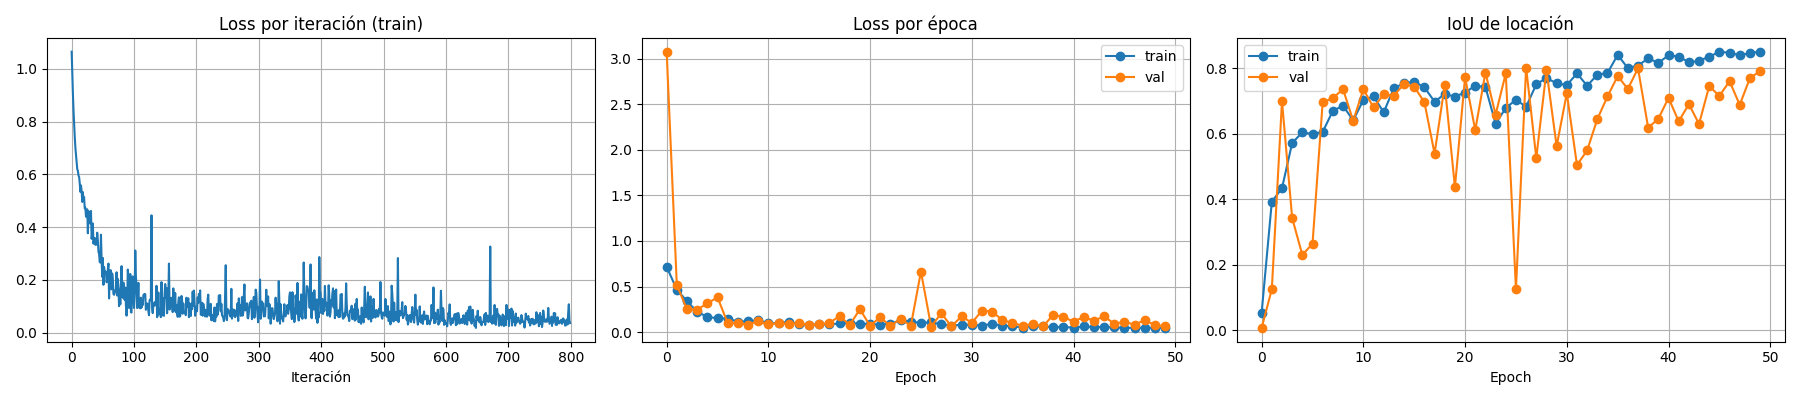 Loss por iteración (train)
1.0
0.8
0.6
0.4
0.2
0.0
0 100 200 300 400 500 600 700 800
Iteración
Loss por época
train
val
3.0
2.5
2.0
1.5
1.0
0.5
0.0
0 10 20 30 40 50
Epoch
IoU de locación
train
val
0.8
0.6
0.4
0.2
0.0
0 10 20 30 40 50
Epoch